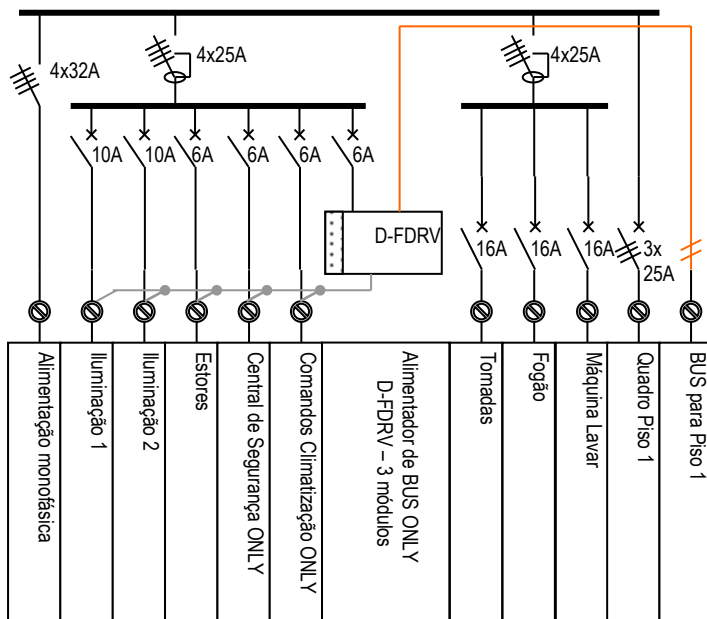 4x32A
4x25A
4x25A
10A
10A
6A
6A
6A
6A
D-FDRV
16A
16A
16A
3x
25A
Alimentação monofásica
Iluminação 1
Iluminação 2
Estores
Central de Segurança ONLY
Comandos Climatização ONLY
Alimentador de BUS ONLY
D-FDRV – 3 módulos
Tomadas
Fogão
Máquina Lavar
Quadro Piso 1
BUS para Piso 1